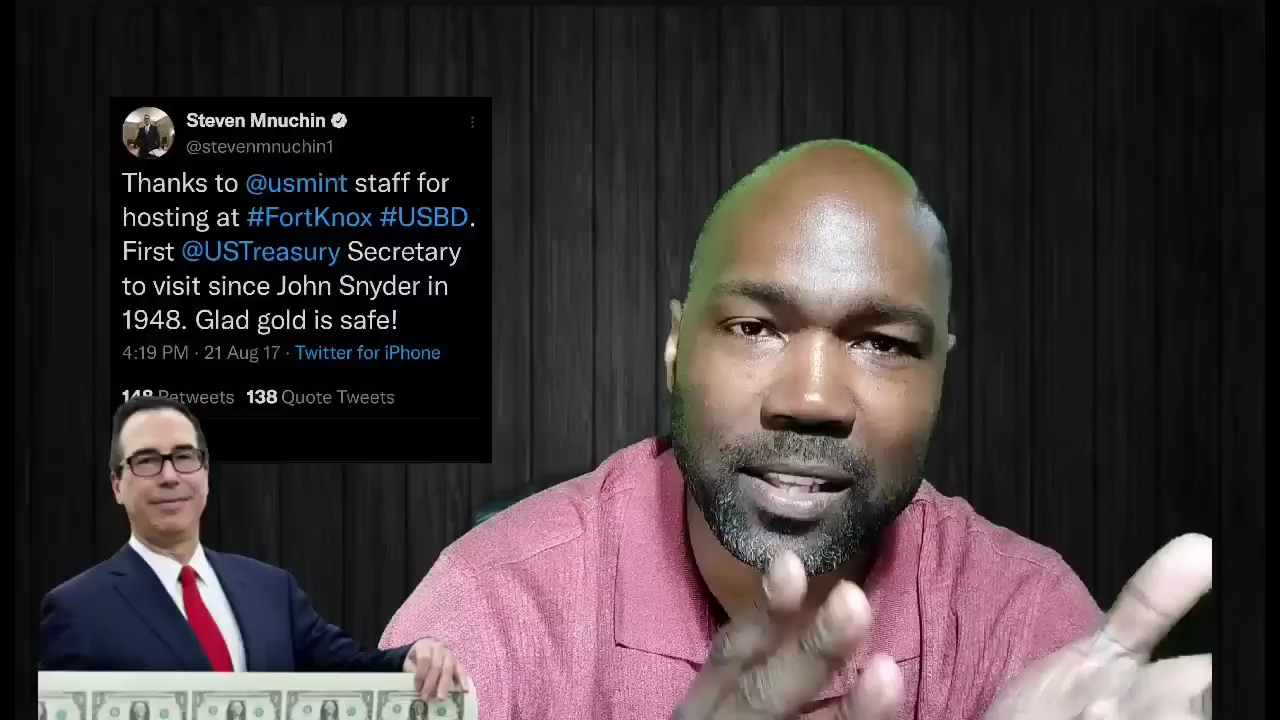 Steven Mnuchin
@stevenmnuchin1
Thanks to @usmint staff for
hosting at #FortKnox #USBD.
First @USTreasury Secretary
to visit since John Snyder in
1948. Glad gold is safe!
4:19 PM · 21 Aug 17 · Twitter for iPhone
148 Retweets 138 Quote Tweets